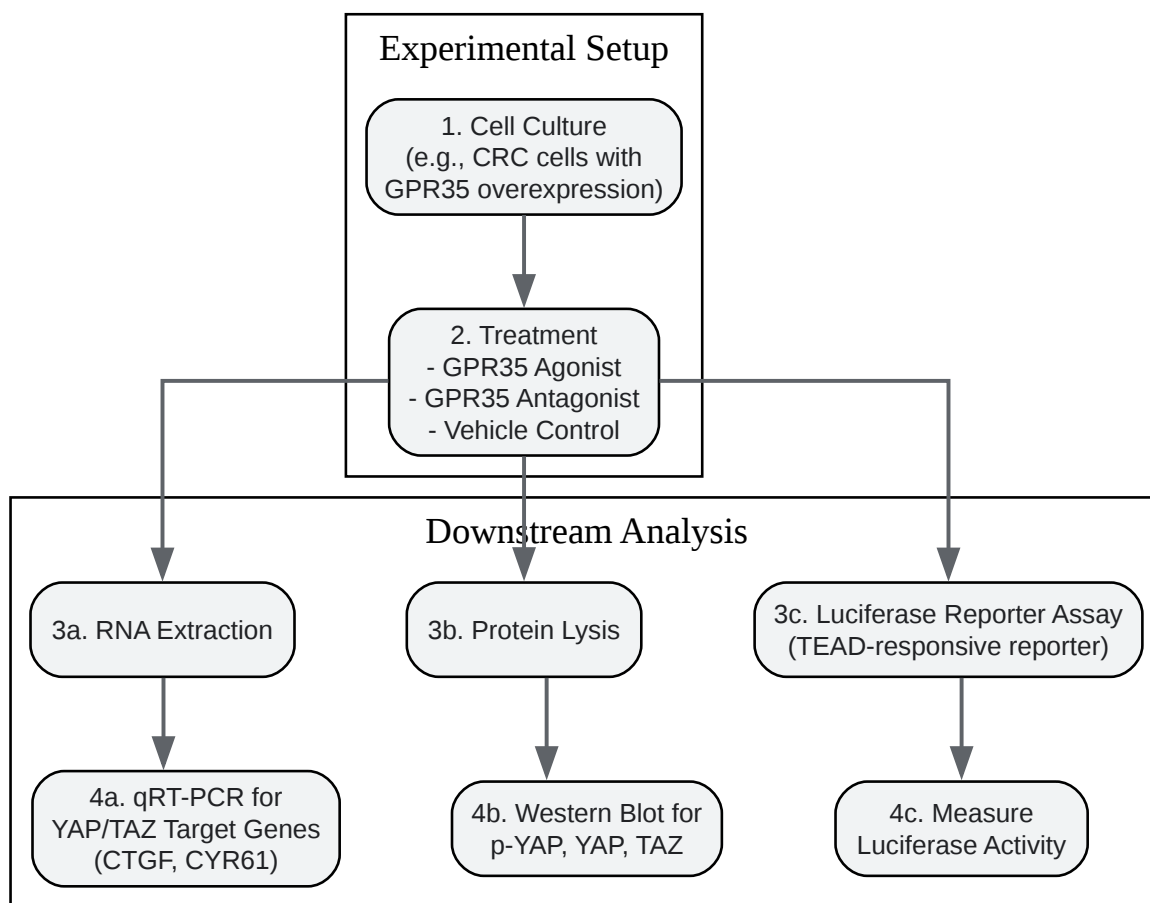 Experimental Setup
1. Cell Culture
(e.g., CRC cells with
GPR35 overexpression)
2. Treatment
- GPR35 Agonist
- GPR35 Antagonist
- Vehicle Control
Downstream Analysis
3a. RNA Extraction
3b. Protein Lysis
3c. Luciferase Reporter Assay
(TEAD-responsive reporter)
4a. qRT-PCR for
YAP/TAZ Target Genes
(CTGF, CYR61)
4b. Western Blot for
p-YAP, YAP, TAZ
4c. Measure
Luciferase Activity